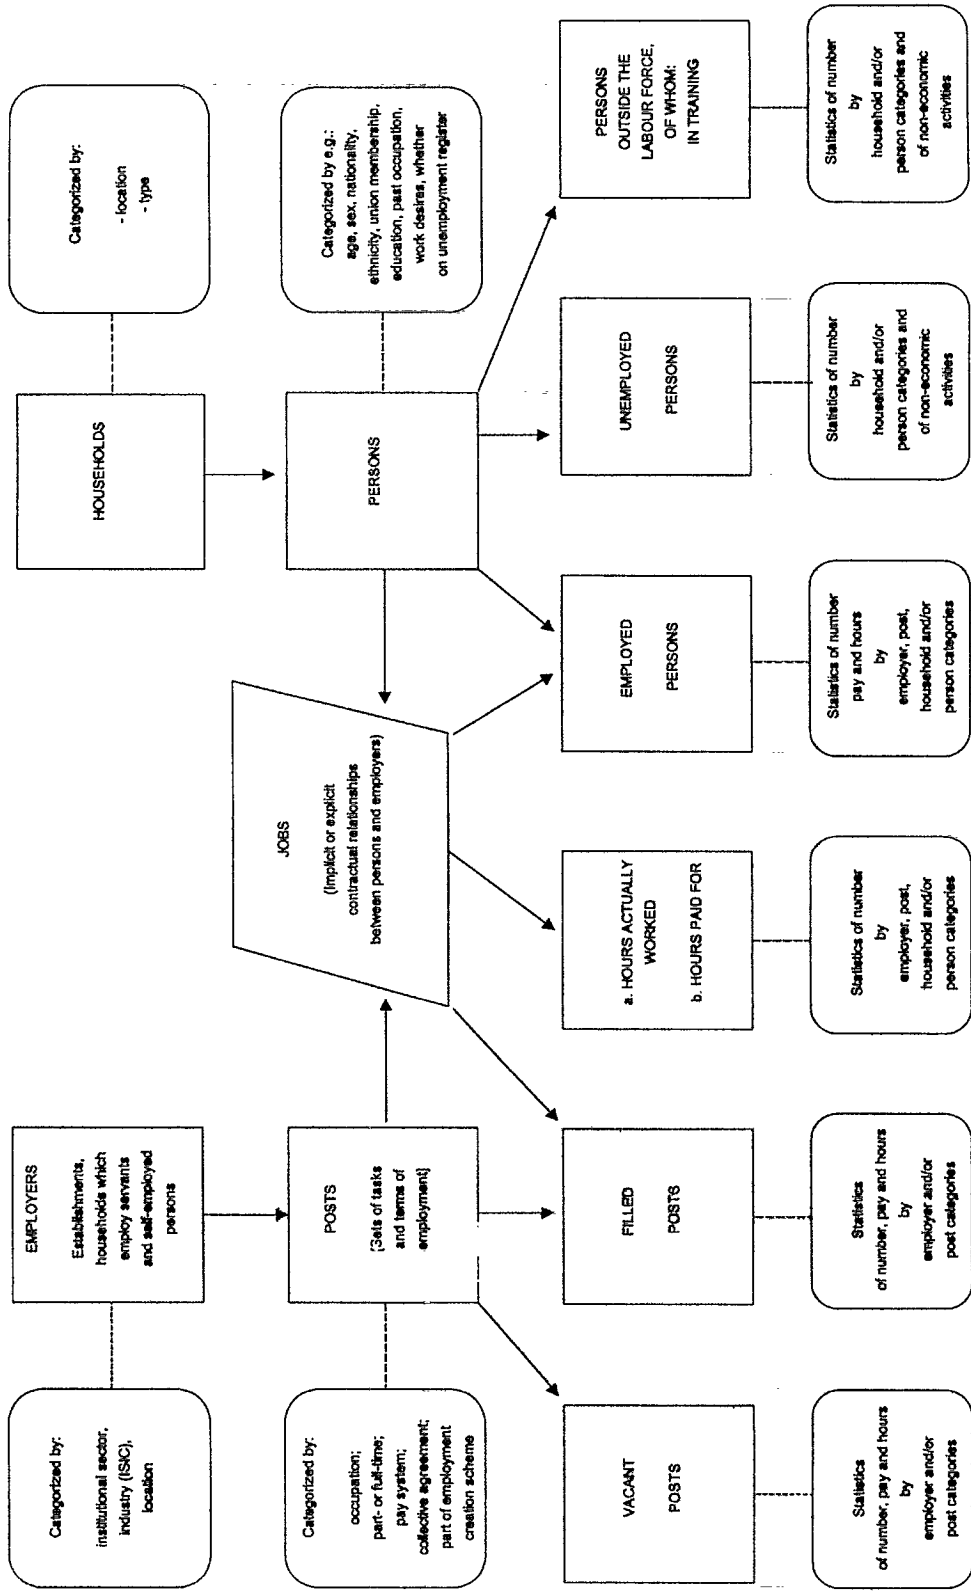 Categorized by:
institutional sector,
industry (ISIC),
location
EMPLOYERS
Establishments,
households which
employ servants
and self-employed
persons
HOUSEHOLDS
Categorized by:
- location
- type
Categorized by:
occupation;
part- or full-time;
pay system;
collective agreement;
part of employment
creation scheme
POSTS
[Sets of tasks
and terms of
employment]
JOBS
(Implicit or explicit
contractual relationships
between persons and employers)
PERSONS
Categorized by e.g.:
age, sex, nationality,
ethnicity, union membership,
education, past occupation,
work desires, whether
on unemployment register
VACANT
POSTS
FILLED
POSTS
a. HOURS ACTUALLY
WORKED
b. HOURS PAID FOR
EMPLOYED
PERSONS
UNEMPLOYED
PERSONS
PERSONS
OUTSIDE THE
LABOUR FORCE,
OF WHOM:
IN TRAINING
Statistics
of number, pay and hours
by
employer and/or
post categories
Statistics
of number, pay and hours
by
employer and/or
post categories
Statistics of number
by
employer, post,
household and/or
person categories
Statistics of number
pay and hours
by
employer, post,
household and/or
person categories
Statistics of number
by
household and/or
person categories and
of non-economic
activities
Statistics of number
by
household and/or
person categories and
of non-economic
activities